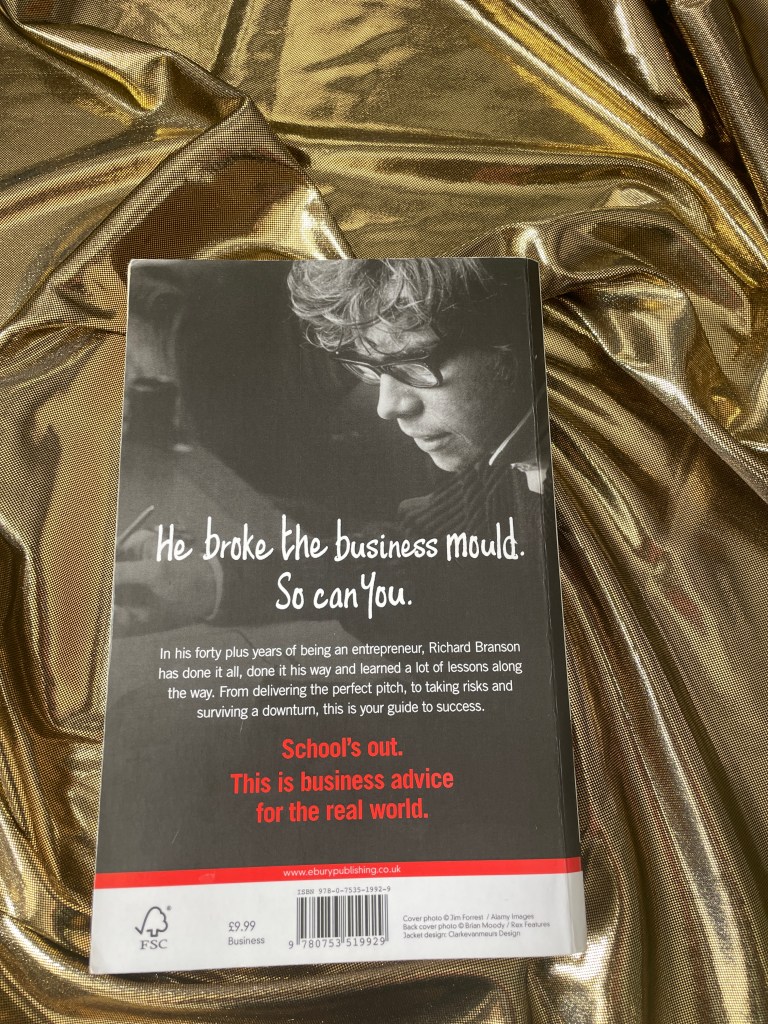 He broke the business mould.
So can You.
In his forty plus years of being an entrepreneur, Richard Branson
has done it all, done it his way and learned a lot of lessons along
the way. From delivering the perfect pitch, to taking risks and
surviving a downturn, this is your guide to success.
School's out.
This is business advice
for the real world.
www.eburypublishing.co.uk
ISBN 978-0-7535-1992-9
FSC
£9.99
Business
9 780753 519929
Cover photo © Jim Forrest / Alamy Images
Back cover photo © Brian Moody / Rex Features
Jacket design: Clarkevanmeurs Design